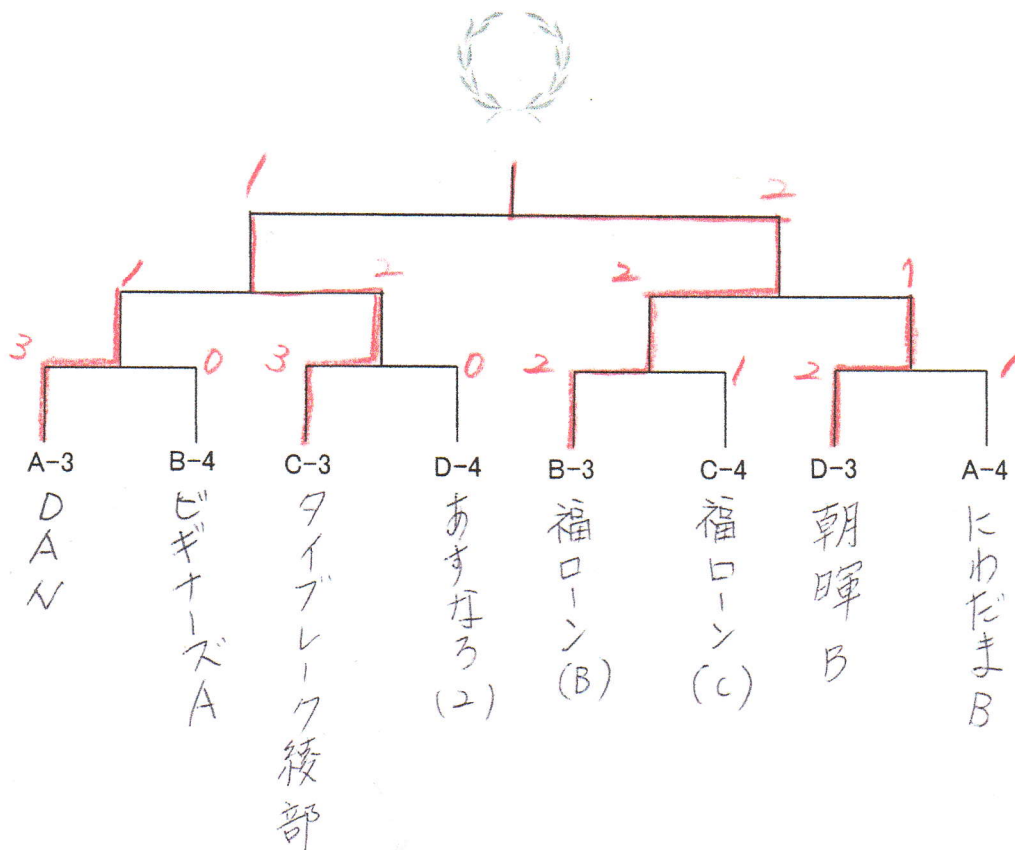 1 2
1 2 2 1
3 0 3 0 2 1 2 1
A-3 B-4 C-3 D-4 B-3 C-4 D-3 A-4
DAN
ビギナーズA
タイブレーク綾部
あすなろ(2)
福ローン(B)
福ローン(C)
朝暉B
にわだまB